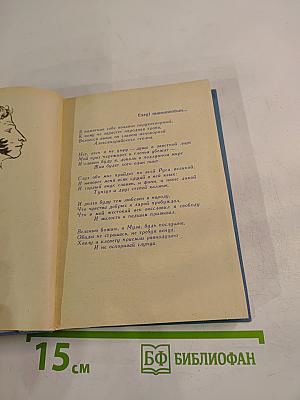 Exegi monumentum...
Я памятник себе воздвиг нерукотворный,
К нему не зарастет народная тропа,
Вознесся выше он главою непокорной
Александрийского столпа.
Нет, весь я не умру — душа в заветной лире
Мой прах переживет и тленья убежит —
И славен буду я, доколь в подлунном мире
Жив будет хоть один пиит.
Слух обо мне пройдет по всей Руси великой,
И назовет меня всяк сущий в ней язык,
И гордый внук славян, и финн, и ныне дикой
Тунгус, и друг степей калмык.
И долго буду тем любезен я народу,
Что чувства добрые я лирой пробуждал,
Что в мой жестокий век восславил я свободу
И милость к падшим призывал.
Веленью божию, о Муза, будь послушна,
Обиды не страшась, не требуя венца,
Хвалу и клевету приемли равнодушно
И не оспоривай глупца.
15 см
БФ БИБЛИОФАН